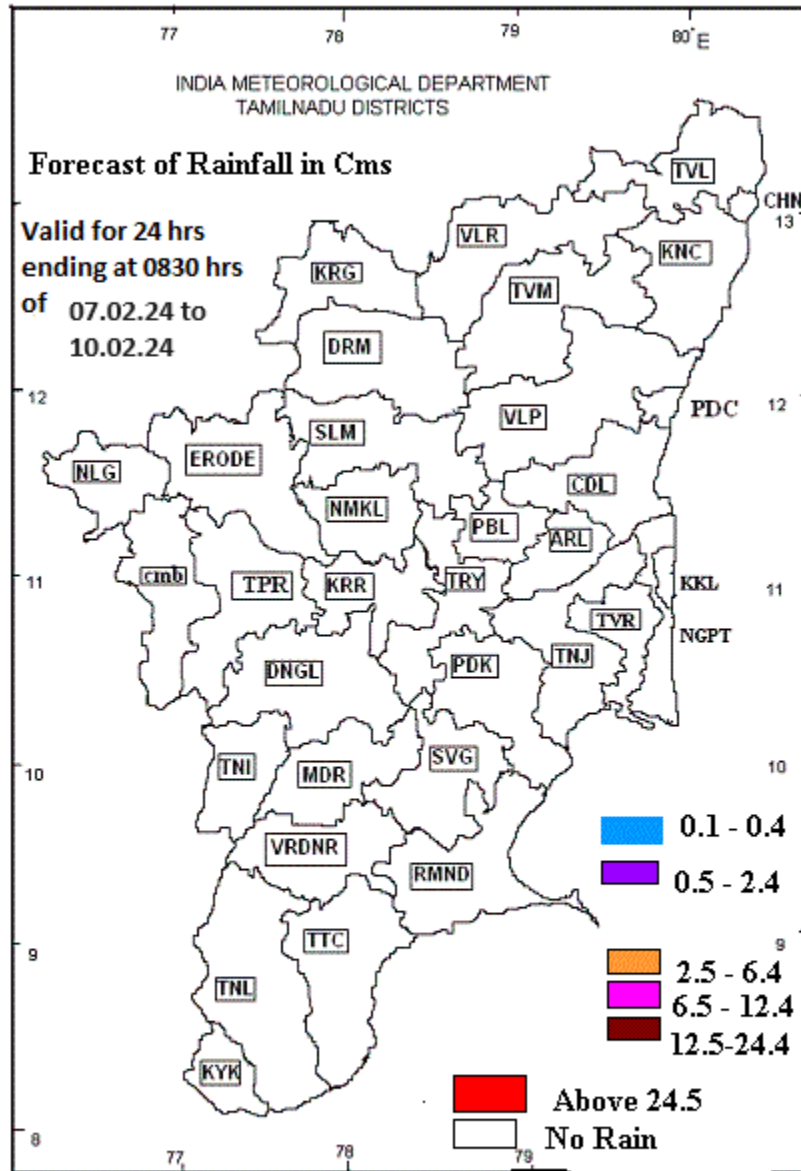 77 78 79 80° E
INDIA METEOROLOGICAL DEPARTMENT
TAMILNADU DISTRICTS
Forecast of Rainfall in Cms
TVL
CHN
13
Valid for 24 hrs
ending at 0830 hrs
of 07.02.24 to
10.02.24
VLR
KNC
KRG
TVM
DRM
12
12
PDC
VLP
SLM
ERODE
NLG
CDL
NMKL
PBL
ARL
11
cmb
TPR
KRR
TRY
KKL
11
TVR
NGPT
DNGL
PDK
TNJ
10
TNI
MDR
SVG
10
VRDNR
RMND
0.1 - 0.4
0.5 - 2.4
9
TTC
9
TNL
2.5 - 6.4
6.5 - 12.4
12.5-24.4
KYK
Above 24.5
No Rain
8
77 78 79